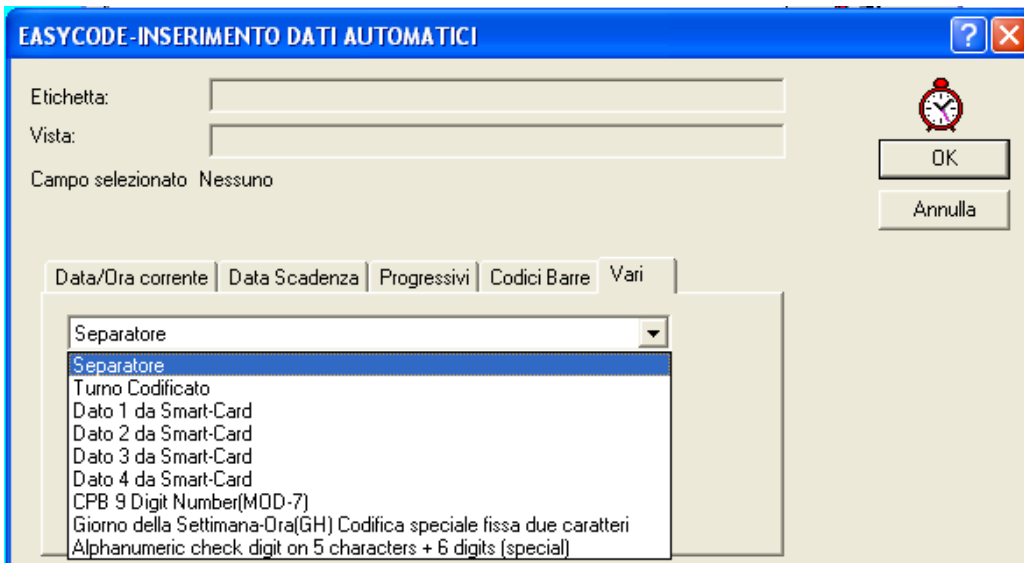 EASYCODE-INSERIMENTO DATI AUTOMATICI
Etichetta:
Vista:
OK
Campo selezionato Nessuno
Annulla
Data/Ora corrente Data Scadenza Progressivi Codici Barre Vari
Separatore
Separatore
Turno Codificato
Dato 1 da Smart-Card
Dato 2 da Smart-Card
Dato 3 da Smart-Card
Dato 4 da Smart-Card
CPB 9 Digit Number(MOD-7)
Giorno della Settimana-Ora(GH) Codifica speciale fissa due caratteri
Alphanumeric check digit on 5 characters + 6 digits (special)